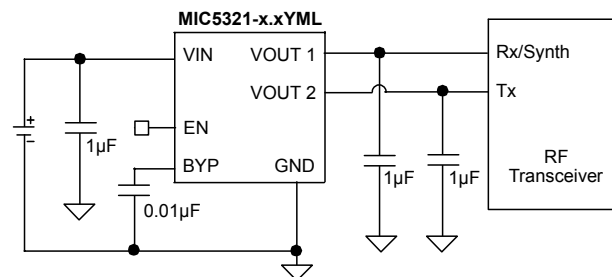 MIC5321-x.xYML
VIN
VOUT 1
Rx/Synth
VOUT 2
Tx
+
–
EN
1µF
BYP
GND
RF
Transceiver
1µF
1µF
0.01µF